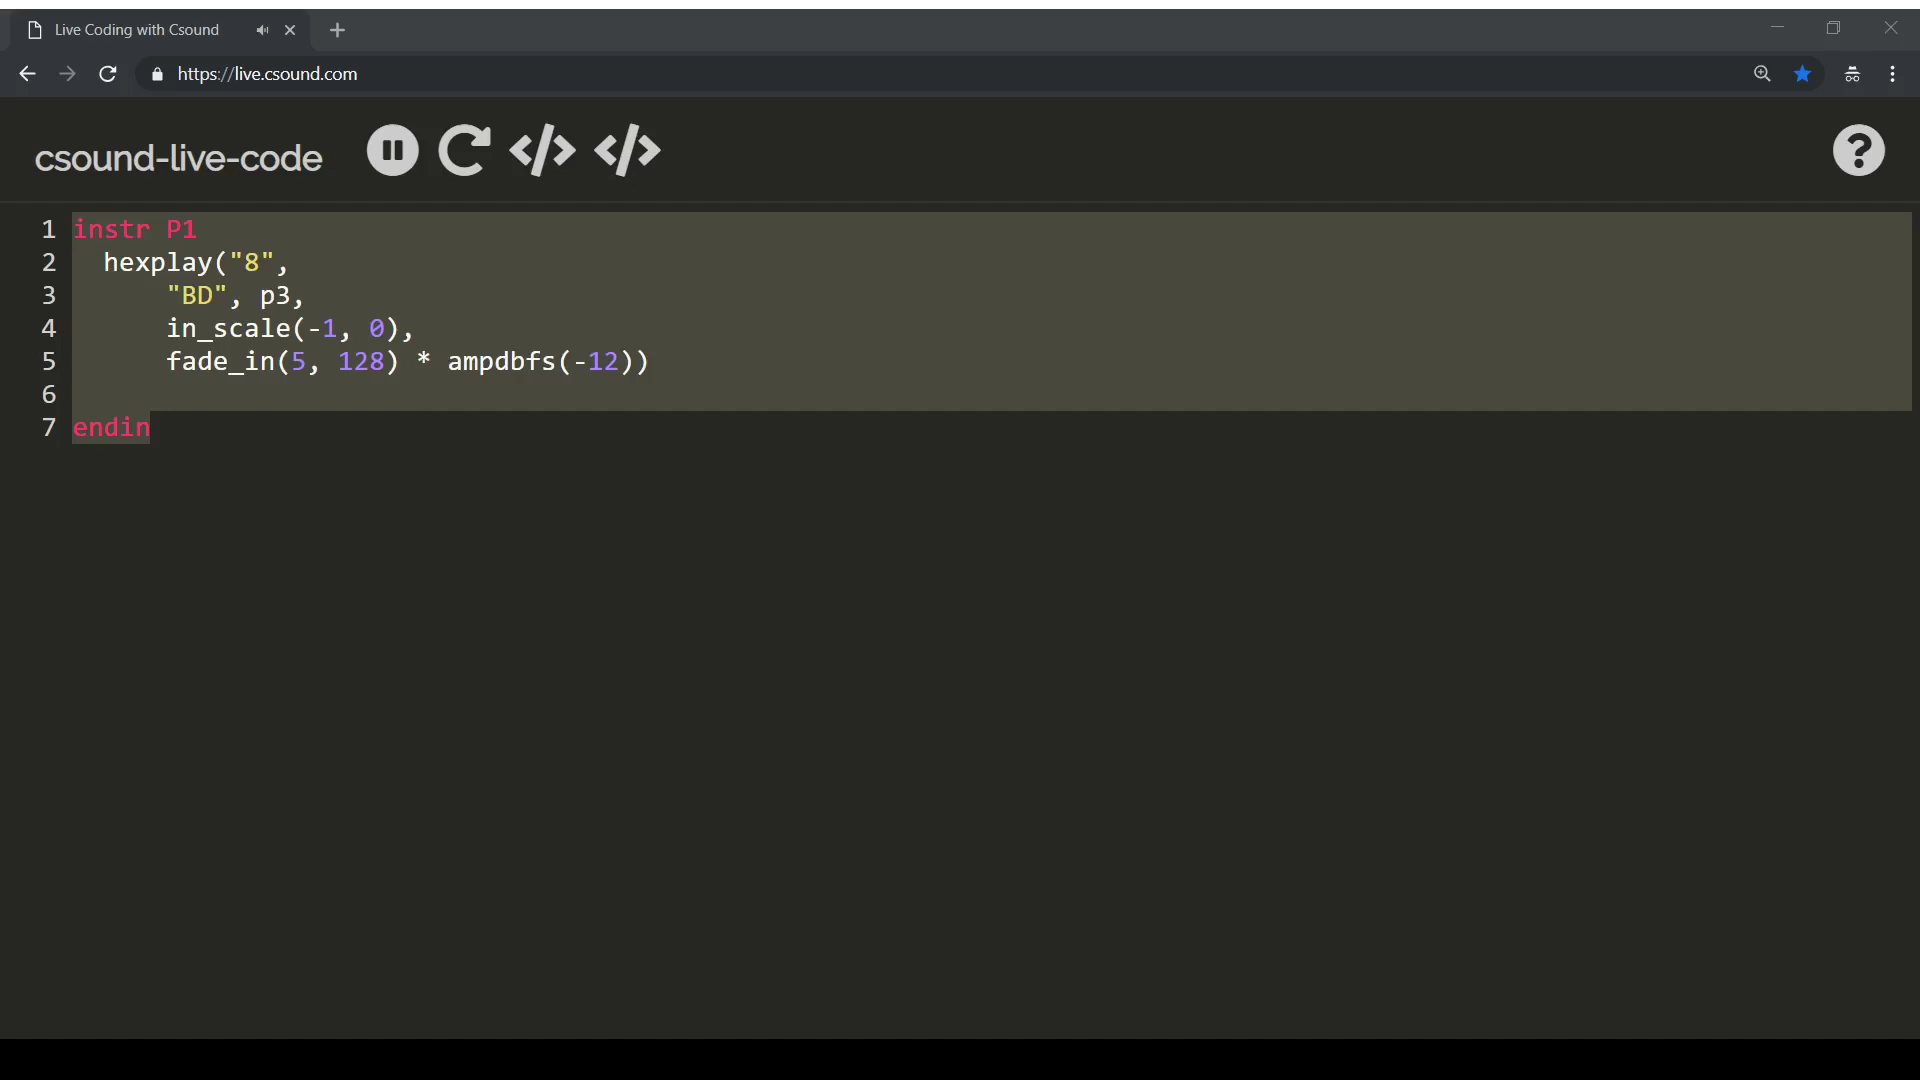 Live Coding with Csound
https://live.csound.com
csound-live-code
1 instr P1
2 hexplay("8",
3 "BD", p3,
4 in_scale(-1, 0),
5 fade_in(5, 128) * ampdbfs(-12))
6
7 endin